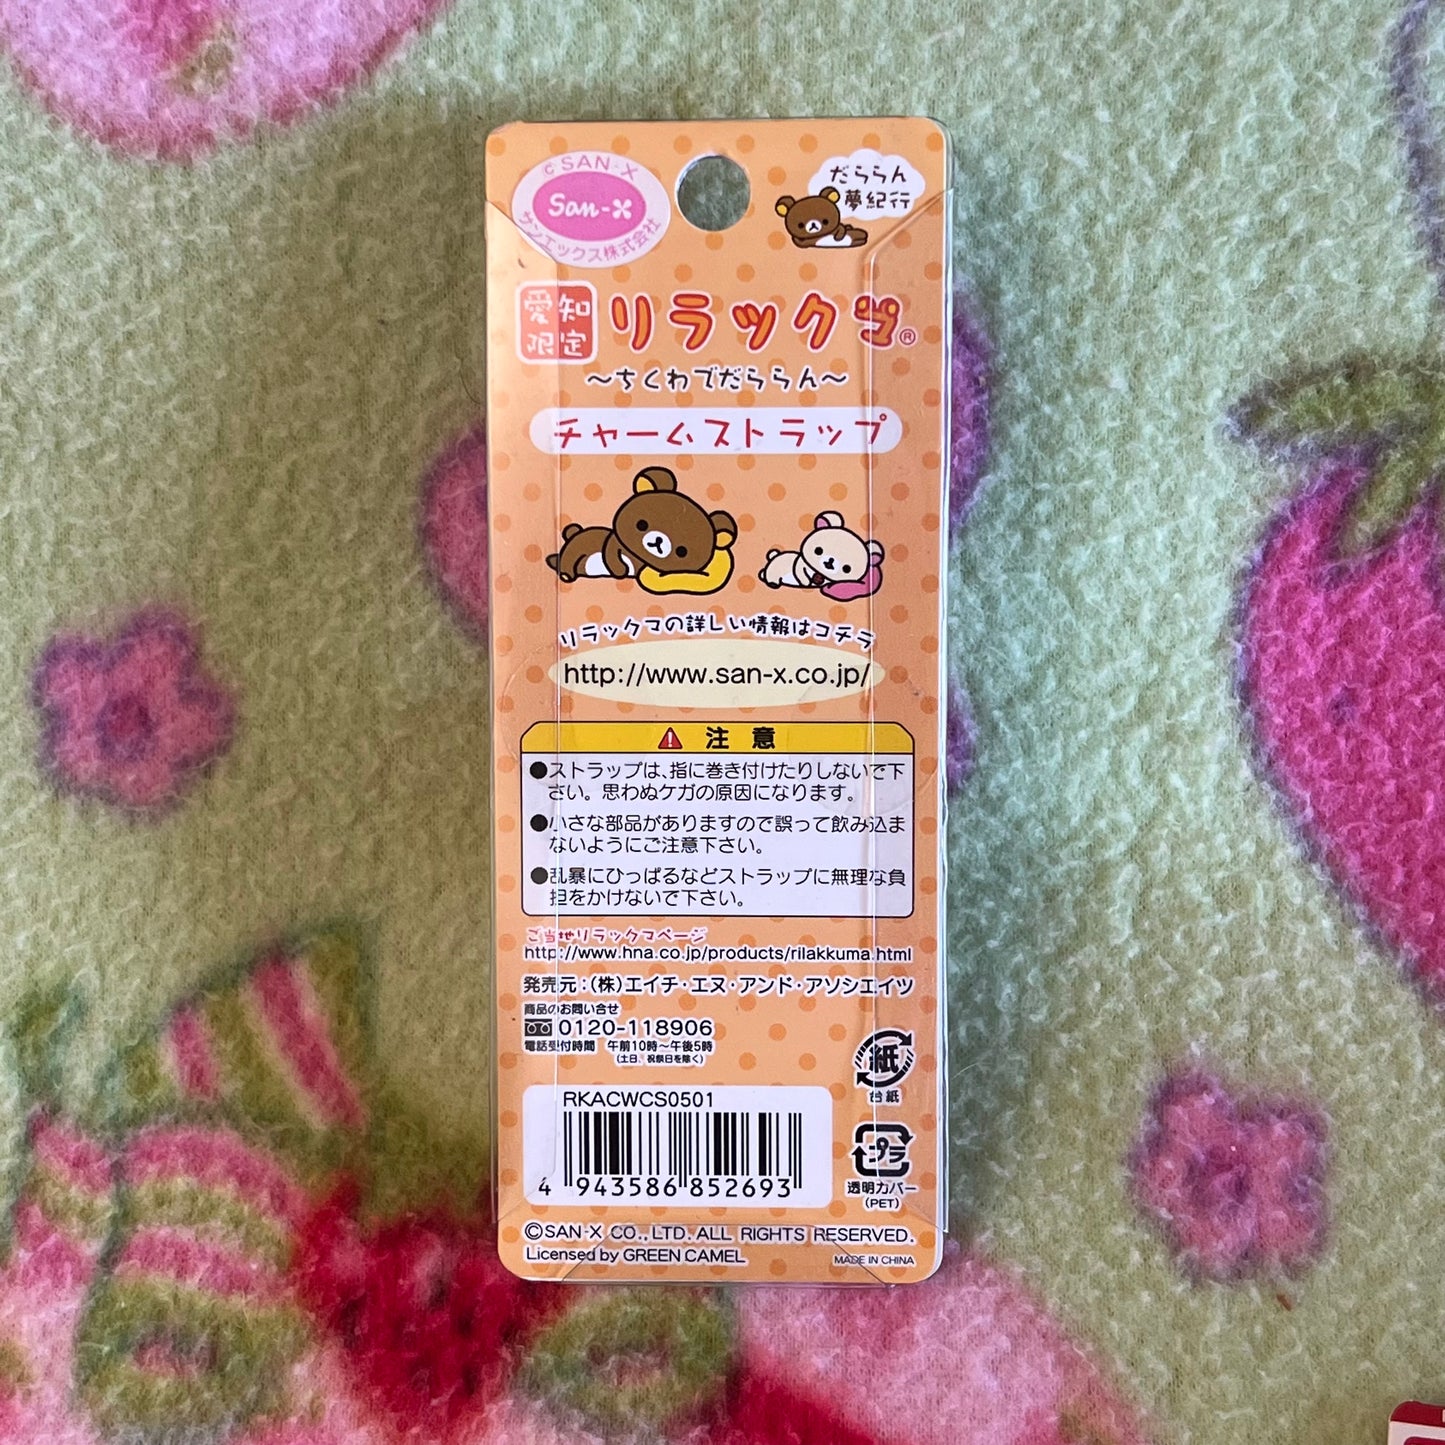 ©SAN-X
San-X
サンエックス株式会社
だららん
夢紀行
愛知
限定
リラックマ®
～ちくわでだららん～
チャームストラップ
リラックマの詳しい情報はコチラ
http://www.san-x.co.jp/
注意
●ストラップは、指に巻き付けたりしないで下
さい。思わぬケガの原因になります。
●小さな部品がありますので誤って飲み込ま
ないようにご注意下さい。
●乱暴にひっぱるなどストラップに無理な負
担をかけないで下さい。
ご当地リラックマページ
http://www.hna.co.jp/products/rilakkuma.html
発売元：(株)エイチ・エヌ・アンド・アソシエイツ
商品のお問い合せ
0120-118906
電話受付時間 午前10時～午後5時
(土日、祝祭日を除く)
紙
台紙
RKACWCS0501
4 943586 852693
プラ
透明カバー
(PET)
©SAN-X CO., LTD. ALL RIGHTS RESERVED.
Licensed by GREEN CAMEL
MADE IN CHINA